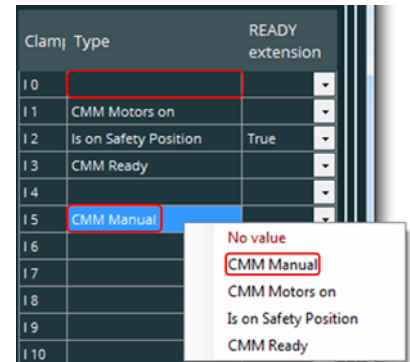 Clamp Type READY extension
I 0
I 1 CMM Motors on
I 2 Is on Safety Position True
I 3 CMM Ready
I 4
I 5 CMM Manual
I 6 No value
I 7 CMM Manual
I 8 CMM Motors on
I 9 Is on Safety Position
I 10 CMM Ready